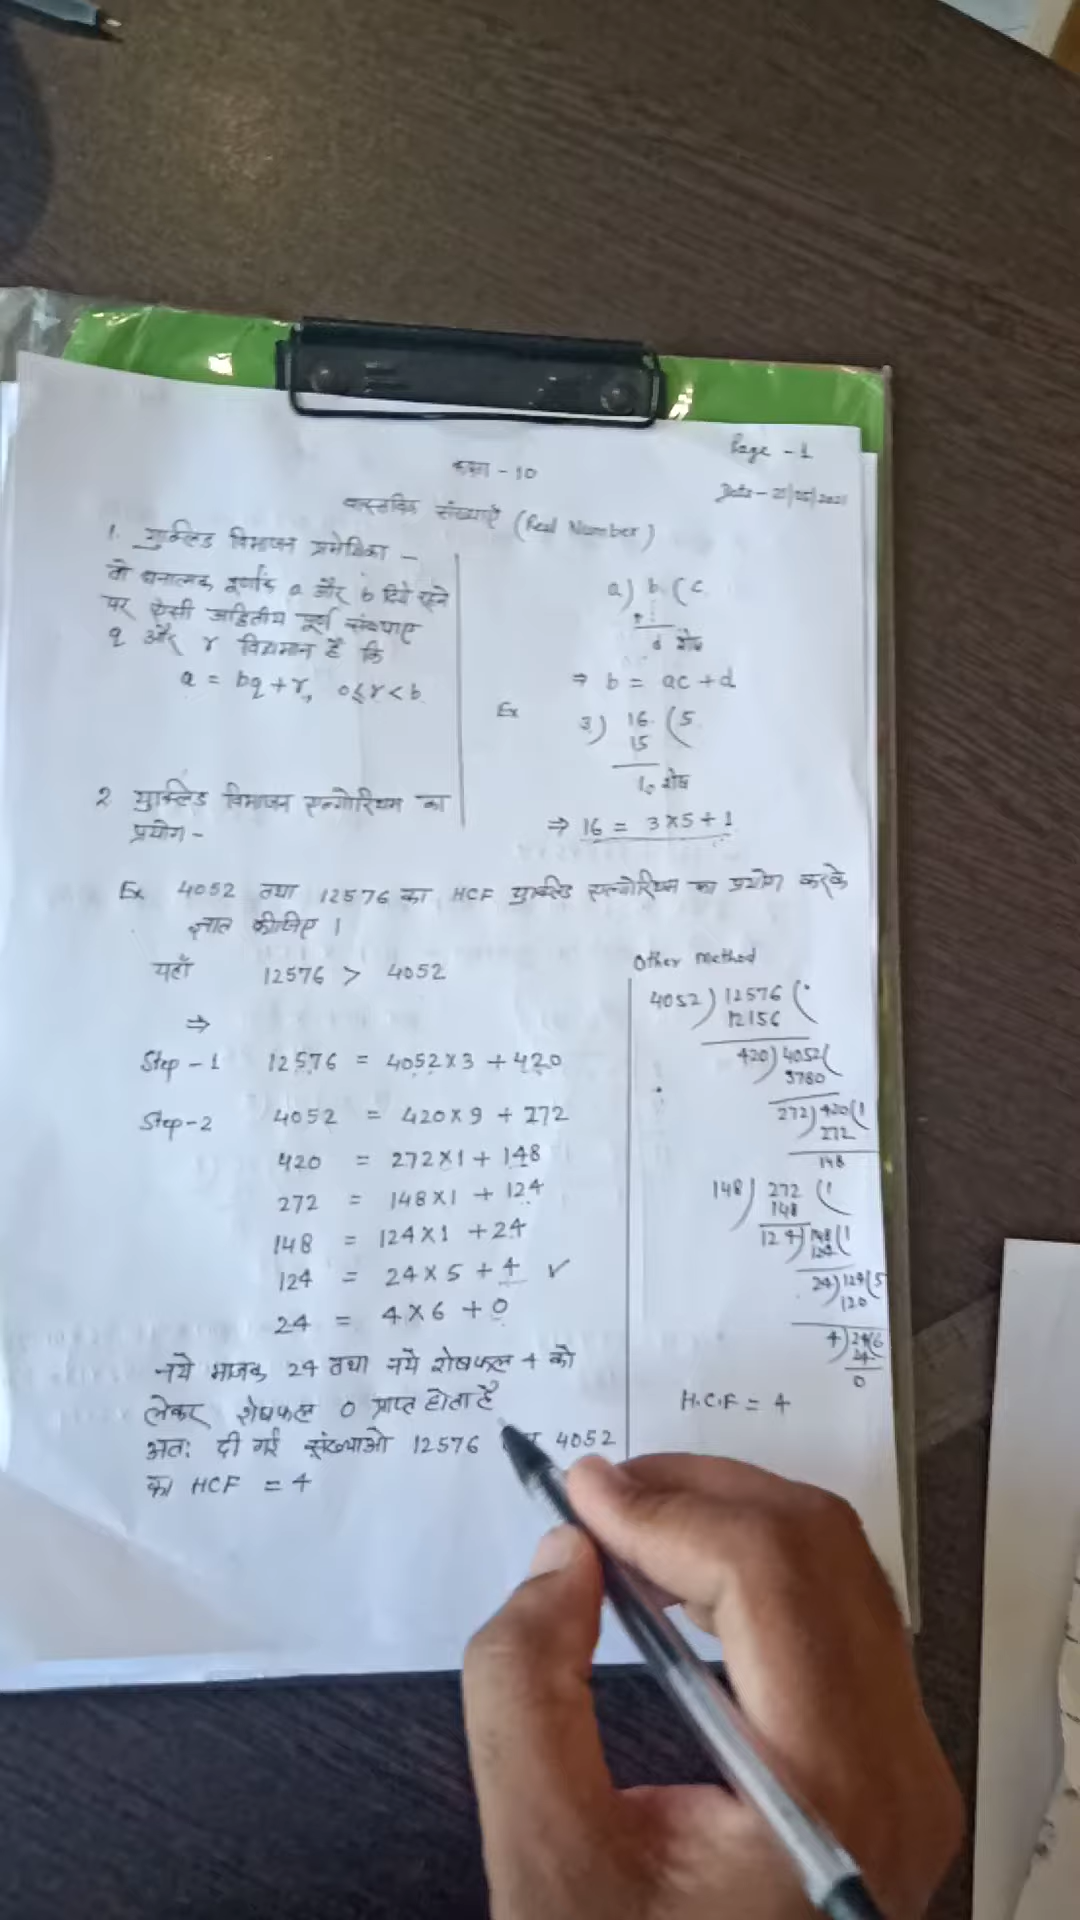 Page - 1
कक्षा - 10
वास्तविक संख्याएँ (Real Number)
1. युक्लिड विभाजन प्रमेयिका -
दो धनात्मक पूर्णांक a और b दिये रहने
पर ऐसी अद्वितीय पूर्ण संख्याए
q और r विद्यमान है कि
a = bq + r, 0 ≤ r < b
a) b (c
d शेष
⇒ b = ac + d
Ex
3) 16 (5
15
1 शेष
⇒ 16 = 3×5+1
2 युक्लिड विभाजन एल्गोरिथम का
प्रयोग -
Ex 4052 तथा 12576 का HCF युक्लिड एल्गोरिथम का प्रयोग करके
ज्ञात कीजिए ।
यहाँ 12576 > 4052
⇒
Step - 1 12576 = 4052×3 + 420
Step - 2 4052 = 420×9 + 272
420 = 272×1 + 148
272 = 148×1 + 124
148 = 124×1 + 24
124 = 24×5 + 4 ✓
24 = 4×6 + 0
नये भाजक 24 तथा नये शेषफल 4 को
लेकर शेषफल 0 प्राप्त होता है
अतः दी गई संख्याओ 12576 4052
का HCF = 4
Other method
4052) 12576 (
12156
420) 4052 (
3780
272) 420 (1
272
148
148) 272 (1
148
124) 148 (1
124
24) 124 (5
120
4) 24 (6
24
0
H.C.F = 4